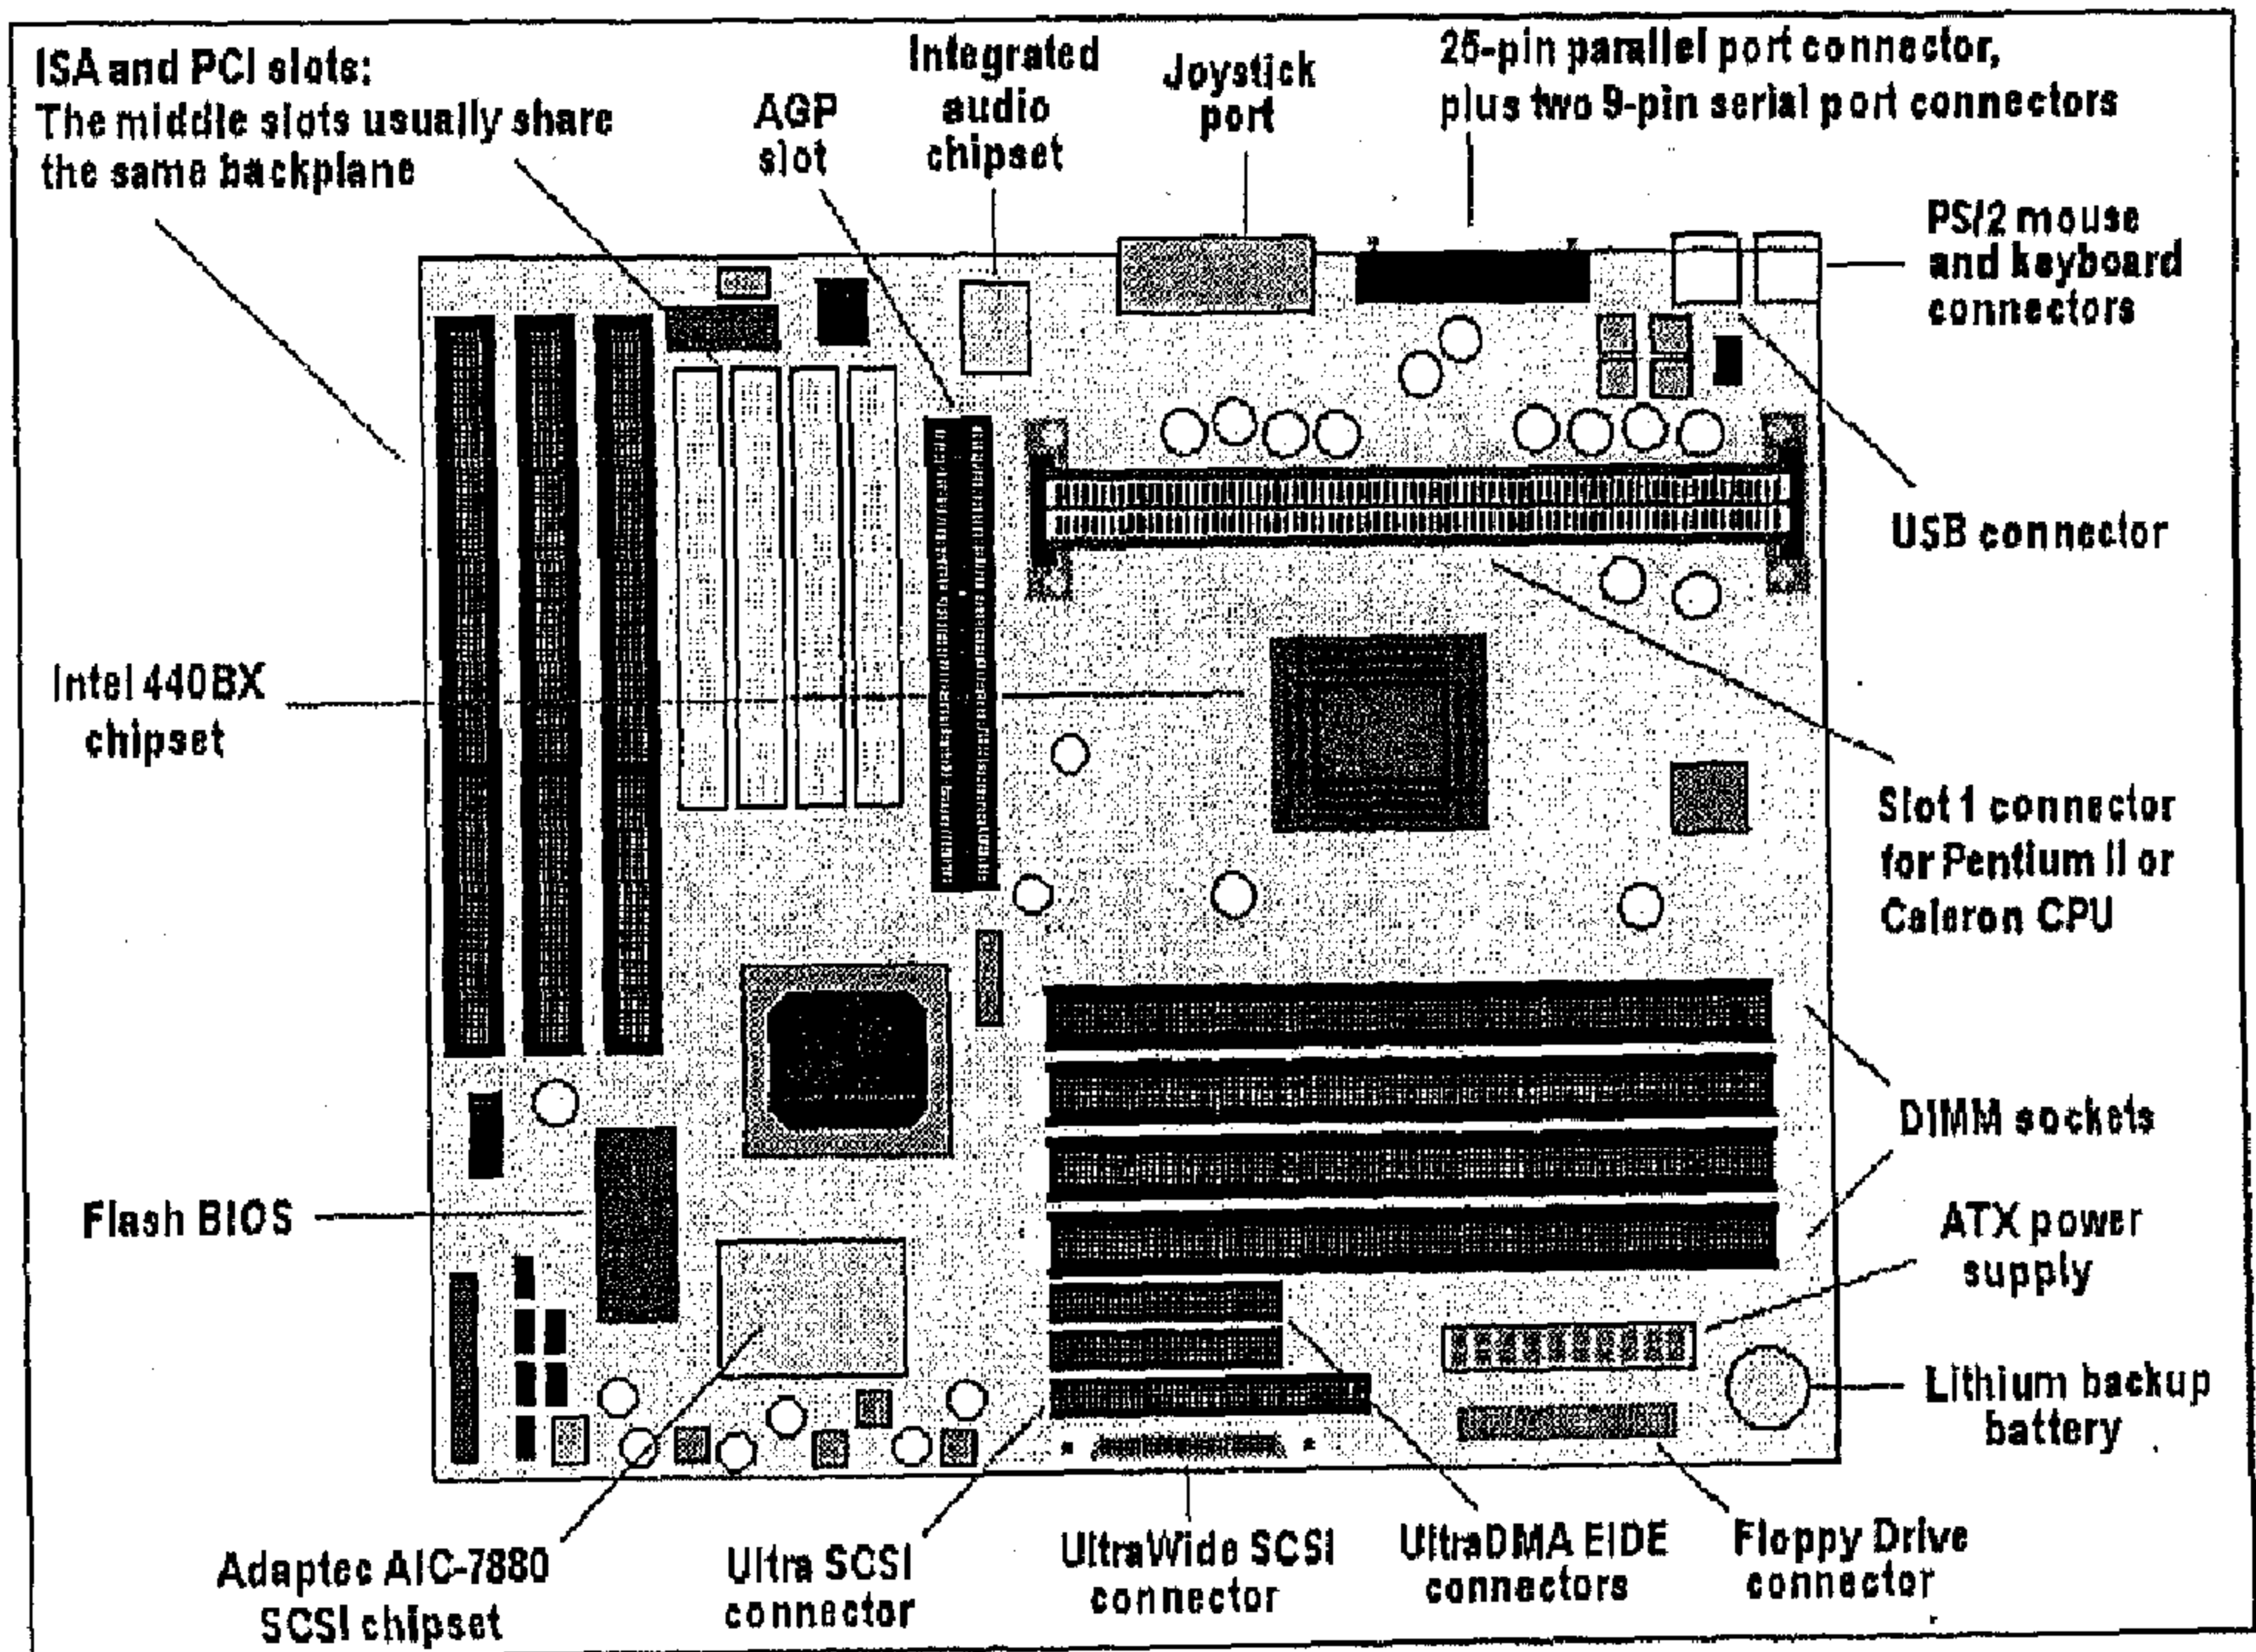 ISA and PCI slots:
The middle slots usually share
the same backplane
AGP
slot
Integrated
audio
chipset
Joystick
port
25-pin parallel port connector,
plus two 9-pin serial port connectors
PS/2 mouse
and keyboard
connectors
USB connector
Intel 440BX
chipset
Slot 1 connector
for Pentium II or
Celeron CPU
DIMM sockets
Flash BIOS
ATX power
supply
Lithium backup
battery
Adaptec AIC-7880
SCSI chipset
Ultra SCSI
connector
UltraWide SCSI
connector
UltraDMA EIDE
connectors
Floppy Drive
connector